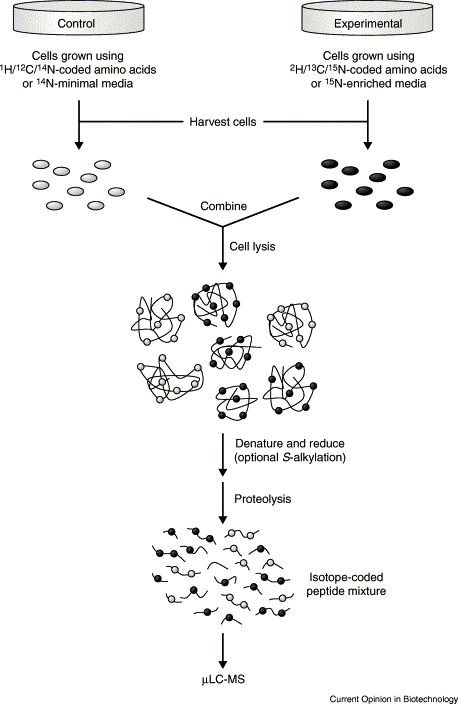 Control
Experimental
Cells grown using
¹H/¹²C/¹⁴N-coded amino acids
or ¹⁴N-minimal media
Cells grown using
²H/¹³C/¹⁵N-coded amino acids
or ¹⁵N-enriched media
Harvest cells
Combine
Cell lysis
Denature and reduce
(optional S-alkylation)
Proteolysis
Isotope-coded
peptide mixture
μLC-MS
Current Opinion in Biotechnology